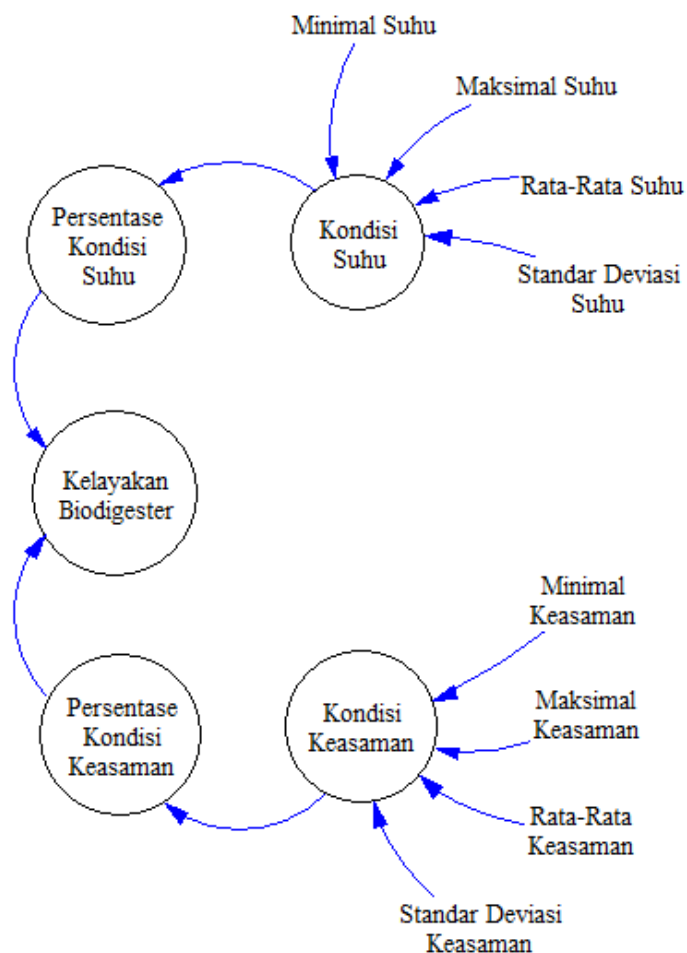 Minimal Suhu
Maksimal Suhu
Rata-Rata Suhu
Standar Deviasi
Suhu
Kondisi
Suhu
Persentase
Kondisi
Suhu
Kelayakan
Biodigester
Persentase
Kondisi
Keasaman
Kondisi
Keasaman
Minimal
Keasaman
Maksimal
Keasaman
Rata-Rata
Keasaman
Standar Deviasi
Keasaman